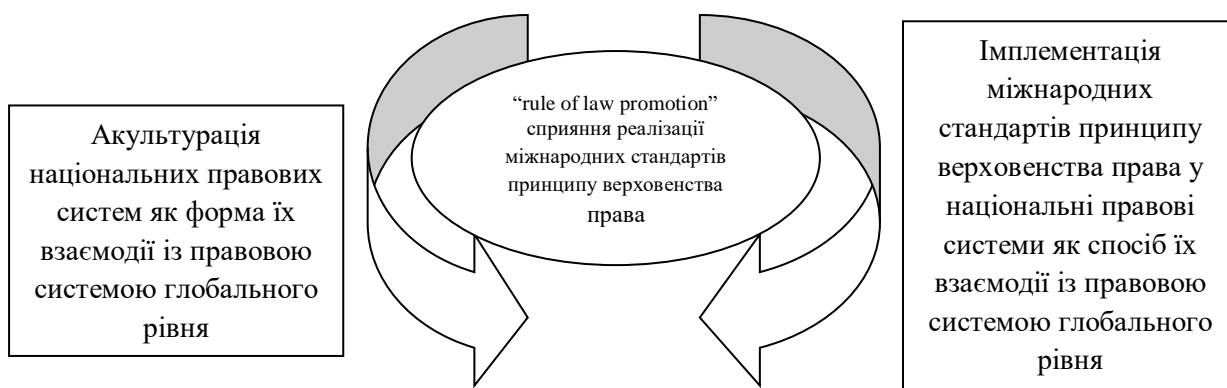 Акультурація
національних правових
систем як форма їх
взаємодії із правовою
системою глобального
рівня
“rule of law promotion”
сприяння реалізації
міжнародних стандартів
принципу верховенства
права
Імплементація
міжнародних
стандартів принципу
верховенства права у
національні правові
системи як спосіб їх
взаємодії із правовою
системою глобального
рівня